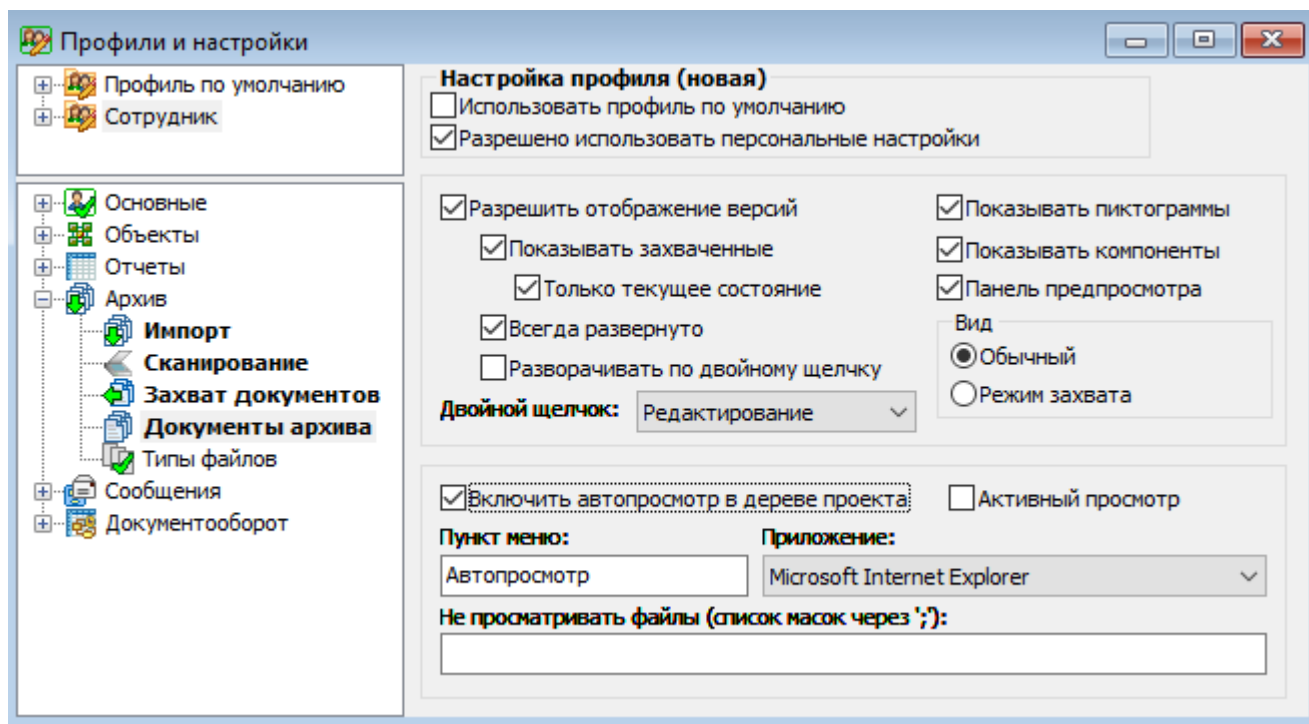 Профили и настройки
Профиль по умолчанию
Сотрудник
Основные
Объекты
Отчеты
Архив
Импорт
Сканирование
Захват документов
Документы архива
Типы файлов
Сообщения
Документооборот
Настройка профиля (новая)
Использовать профиль по умолчанию
Разрешено использовать персональные настройки
Разрешить отображение версий
Показывать захваченные
Только текущее состояние
Всегда развернуто
Разворачивать по двойному щелчку
Двойной щелчок: Редактирование
Показывать пиктограммы
Показывать компоненты
Панель предпросмотра
Вид
Обычный
Режим захвата
Включить автопросмотр в дереве проекта Активный просмотр
Пункт меню: Приложение:
Автопросмотр Microsoft Internet Explorer
Не просматривать файлы (список масок через ';'):